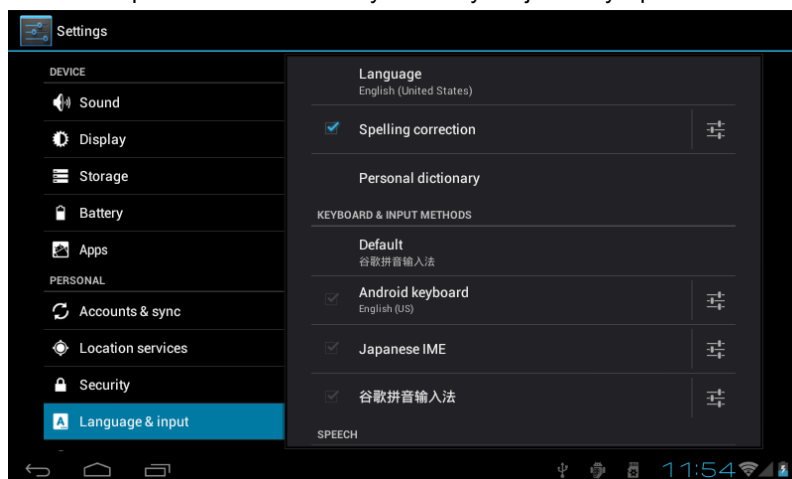 Settings
DEVICE
Sound
Display
Storage
Battery
Apps
PERSONAL
Accounts & sync
Location services
Security
Language & input
Language
English (United States)
Spelling correction
Personal dictionary
KEYBOARD & INPUT METHODS
Default
谷歌拼音输入法
Android keyboard
English (US)
Japanese IME
谷歌拼音输入法
SPEECH
11:54